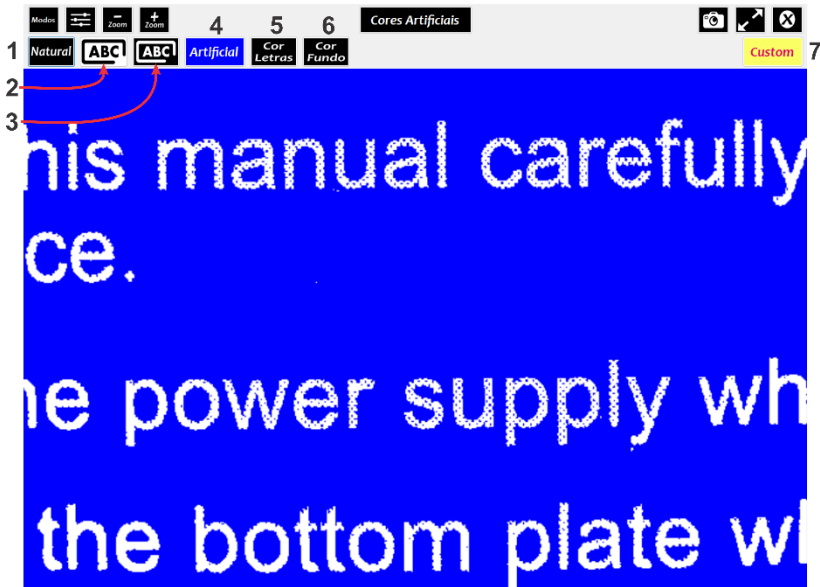 Modos - Zoom + Zoom 4 5 6 Cores Artificiais
1 Natural ABC ABC Artificial Cor Letras Cor Fundo Custom 7
2
3
his manual carefully
ce.
e power supply wh
the bottom plate w